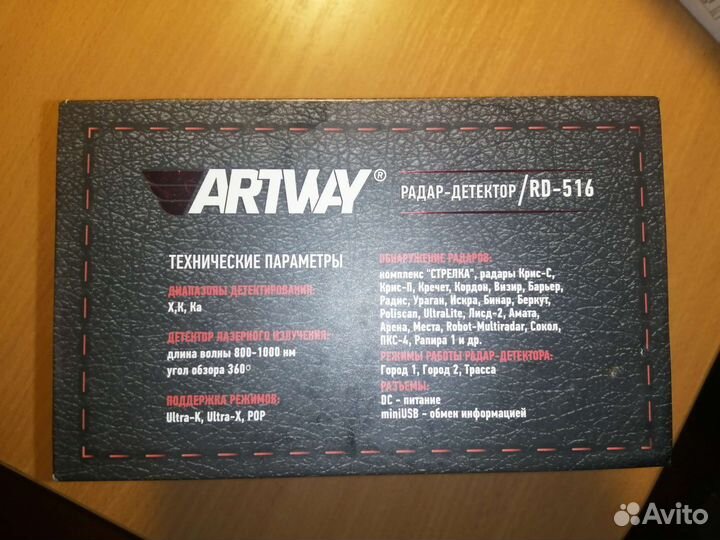 ARTWAY®
РАДАР-ДЕТЕКТОР/RD-516
ТЕХНИЧЕСКИЕ ПАРАМЕТРЫ
ДИАПАЗОНЫ ДЕТЕКТИРОВАНИЯ:
X,K, Ka
ДЕТЕКТОР ЛАЗЕРНОГО ИЗЛУЧЕНИЯ:
длина волны 800-1000 нм
угол обзора 360°
ПОДДЕРЖКА РЕЖИМОВ:
Ultra-K, Ultra-X, POP
ОБНАРУЖЕНИЕ РАДАРОВ:
комплекс "СТРЕЛКА", радары Крис-С,
Крис-П, Кречет, Кордон, Визир, Барьер,
Радис, Ураган, Искра, Бинар, Беркут,
Poliscan, UltraLite, Лисд-2, Амата,
Арена, Места, Robot-Multiradar, Сокол,
ПКС-4, Рапира 1 и др.
РЕЖИМЫ РАБОТЫ РАДАР-ДЕТЕКТОРА:
Город 1, Город 2, Трасса
РАЗЪЕМЫ:
DC - питание
miniUSB - обмен информацией
Avito